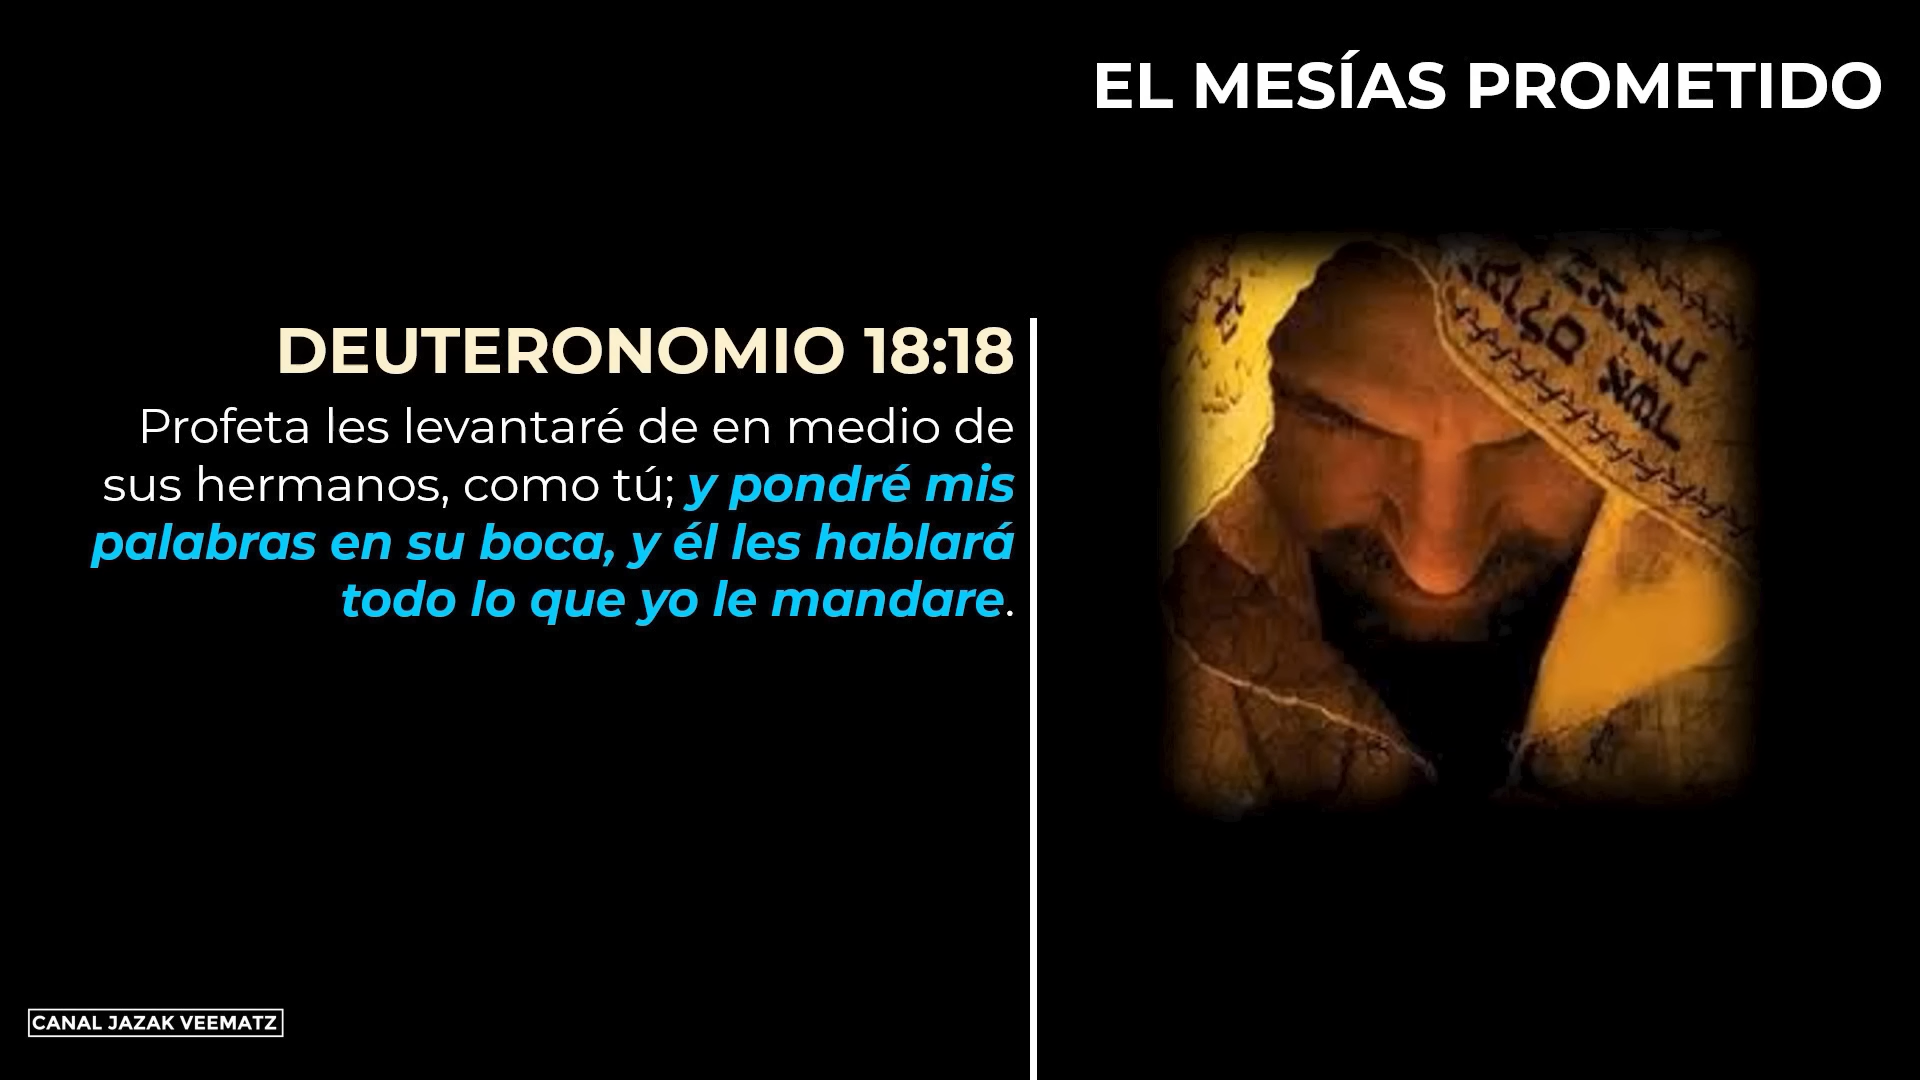 EL MESÍAS PROMETIDO
DEUTERONOMIO 18:18
Profeta les levantaré de en medio de
sus hermanos, como tú; y pondré mis
palabras en su boca, y él les hablará
todo lo que yo le mandare.
CANAL JAZAK VEEMATZ